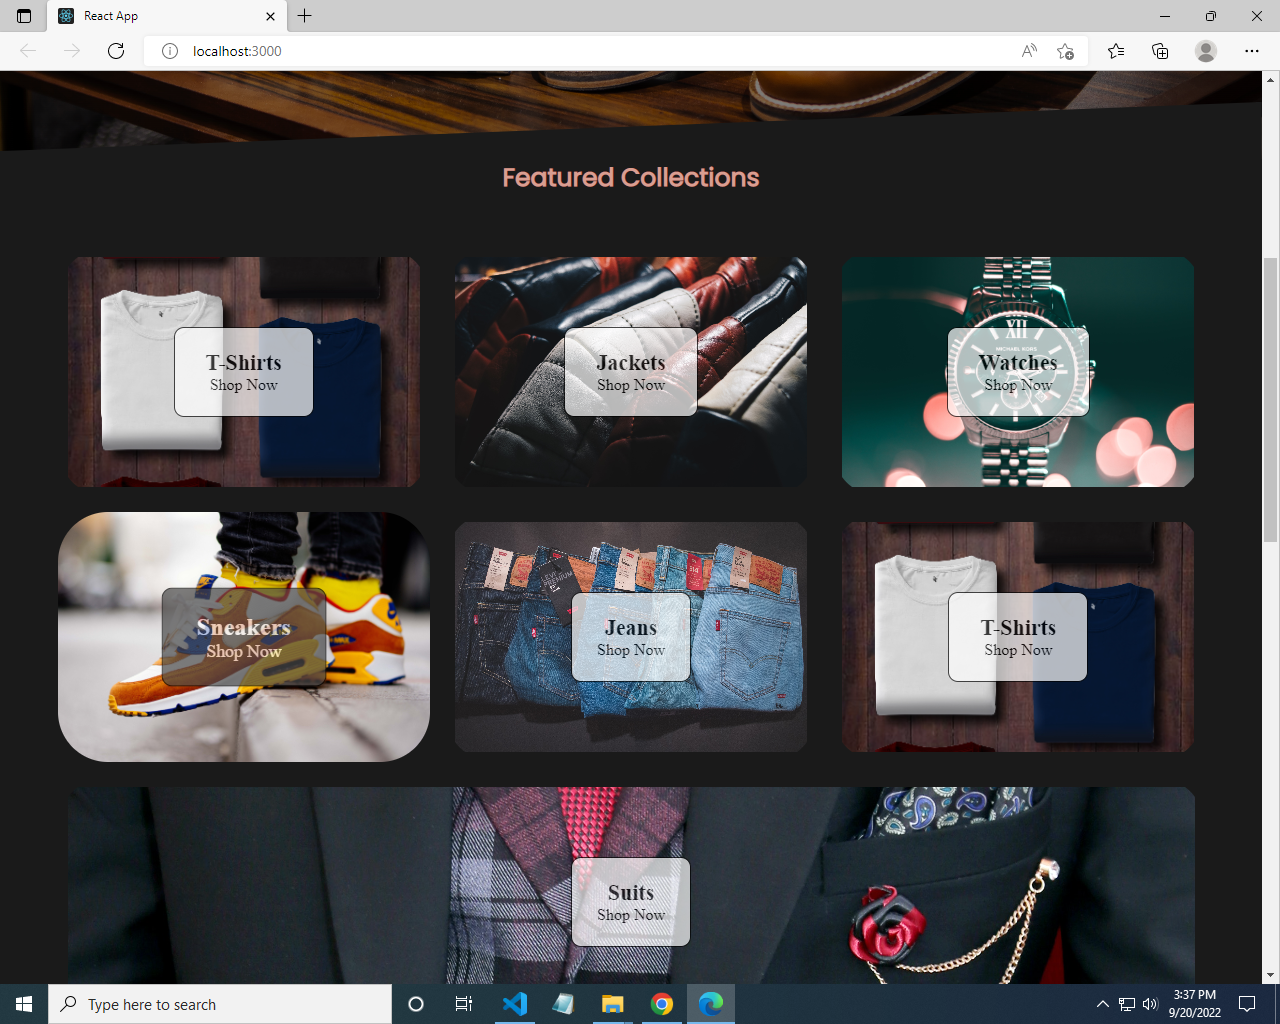 React App
localhost:3000
Featured Collections
T-Shirts
Shop Now
Jackets
Shop Now
XII
MICHAEL KORS
Watches
Shop Now
Sneakers
Shop Now
Jeans
Shop Now
T-Shirts
Shop Now
Suits
Shop Now
Type here to search
3:37 PM
9/20/2022